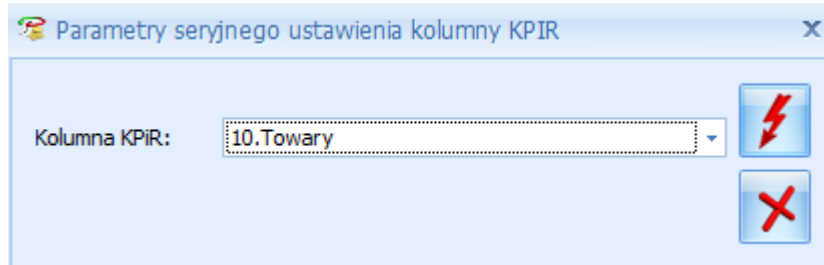 Parametry seryjnego ustawienia kolumny KPIR
Kolumna KPiR: 10.Towary